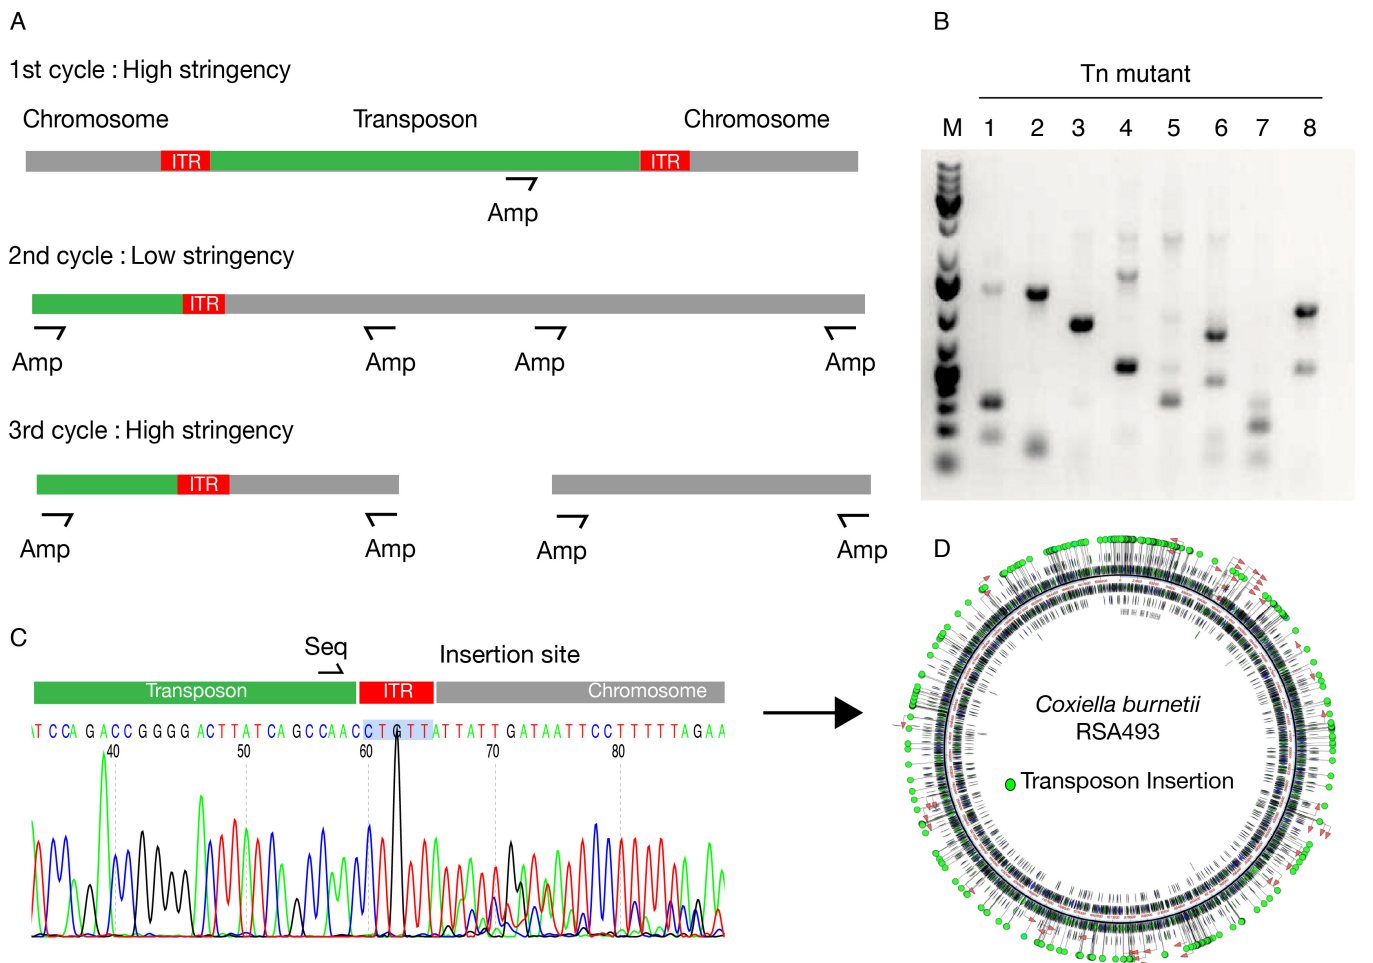 A
1st cycle : High stringency
Chromosome Transposon Chromosome
ITR ITR
Amp
2nd cycle : Low stringency
ITR
Amp Amp Amp Amp
3rd cycle : High stringency
ITR
Amp Amp Amp Amp
B
Tn mutant
M 1 2 3 4 5 6 7 8
C
Seq
Insertion site
Transposon ITR Chromosome
T C C A G A C C G G G G A C T T A T C A G C C A A C C T G T T A T T A T T G A T A A T T C C T T T T T A G A A
40 50 60 70 80
D
Coxiella burnetii
RSA493
Transposon Insertion